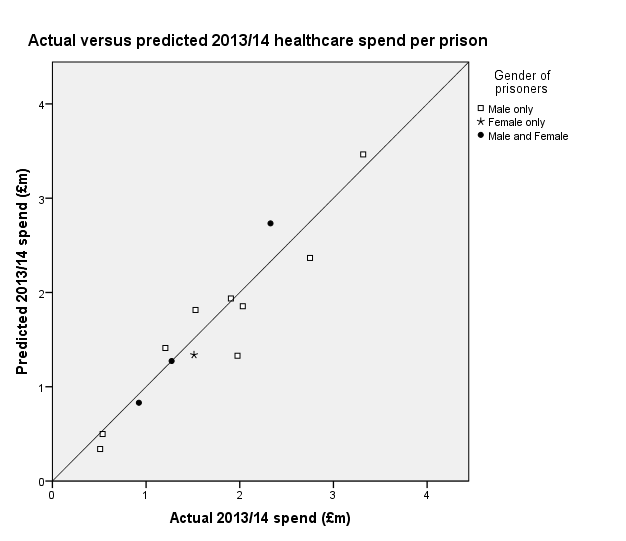 Actual versus predicted 2013/14 healthcare spend per prison
Gender of
prisoners
Male only
Female only
Male and Female
Predicted 2013/14 spend (£m)
4
3
2
1
0
0 1 2 3 4
Actual 2013/14 spend (£m)